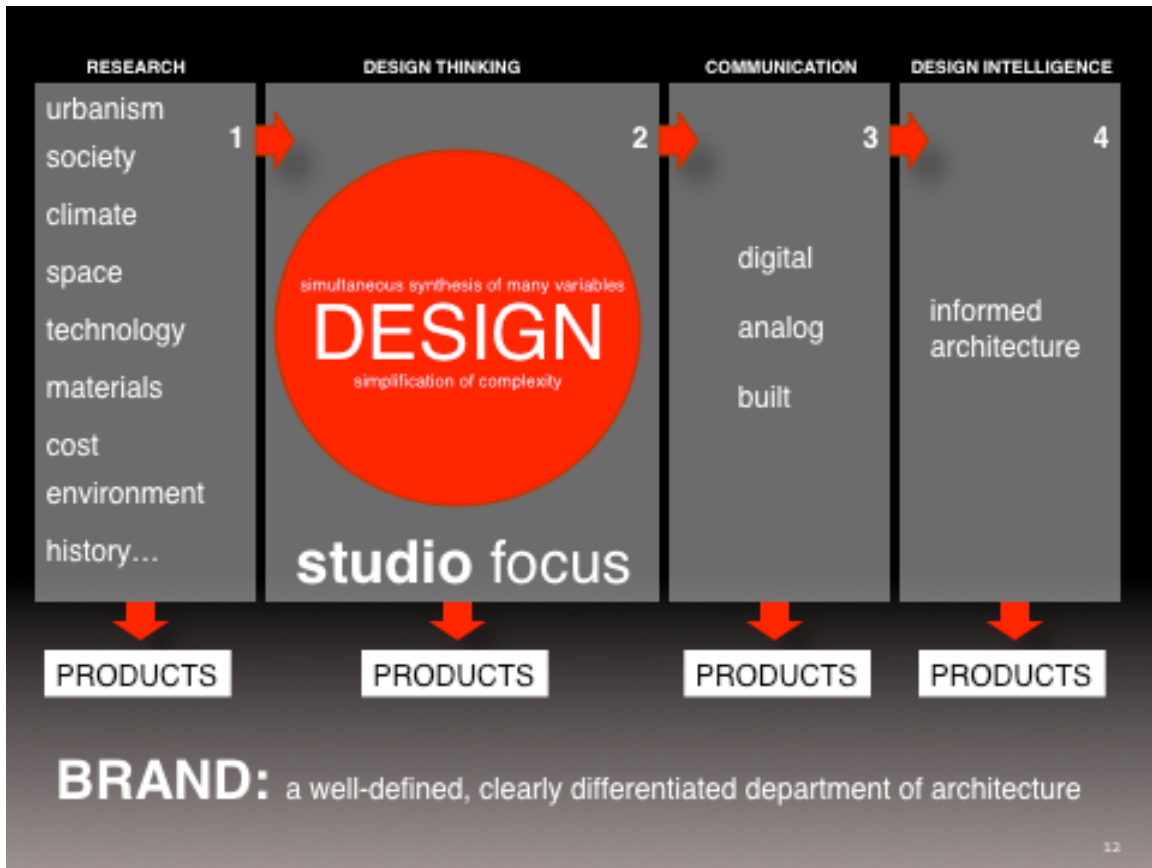 RESEARCH
urbanism
society
climate
space
technology
materials
cost
environment
history...
1
DESIGN THINKING
2
simultaneous synthesis of many variables
DESIGN
simplification of complexity
studio focus
COMMUNICATION
3
digital
analog
built
DESIGN INTELLIGENCE
4
informed
architecture
PRODUCTS
PRODUCTS
PRODUCTS
PRODUCTS
BRAND: a well-defined, clearly differentiated department of architecture
12